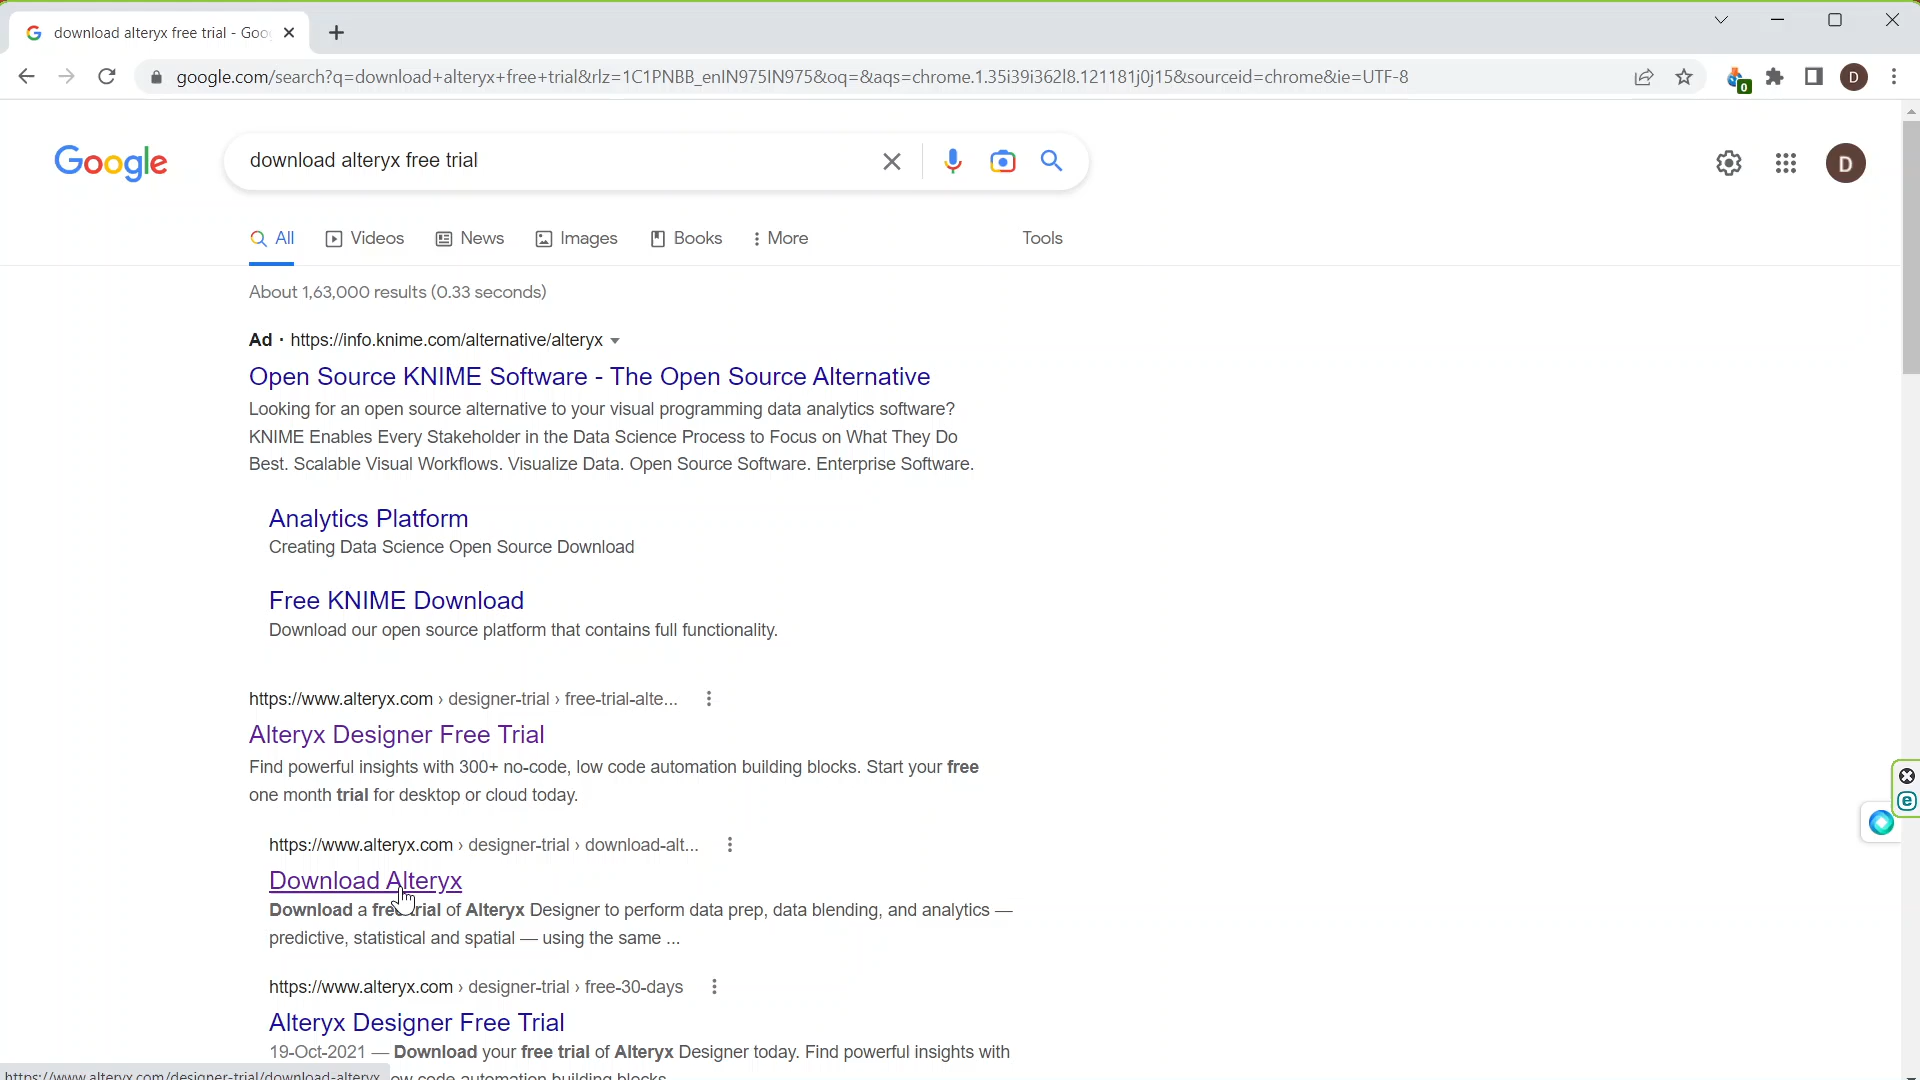 download alteryx free trial - Goo
google.com/search?q=download+alteryx+free+trial&rlz=1C1PNBB_enIN975IN975&oq=&aqs=chrome.1.35i39i362l8.121181j0j15&sourceid=chrome&ie=UTF-8
0
D
Google
download alteryx free trial
D
All
Videos
News
Images
Books
More
Tools
About 1,63,000 results (0.33 seconds)
Ad · https://info.knime.com/alternative/alteryx
Open Source KNIME Software - The Open Source Alternative
Looking for an open source alternative to your visual programming data analytics software?
KNIME Enables Every Stakeholder in the Data Science Process to Focus on What They Do
Best. Scalable Visual Workflows. Visualize Data. Open Source Software. Enterprise Software.
Analytics Platform
Creating Data Science Open Source Download
Free KNIME Download
Download our open source platform that contains full functionality.
https://www.alteryx.com › designer-trial › free-trial-alte...
Alteryx Designer Free Trial
Find powerful insights with 300+ no-code, low code automation building blocks. Start your free
one month trial for desktop or cloud today.
https://www.alteryx.com › designer-trial › download-alt...
Download Alteryx
Download a free trial of Alteryx Designer to perform data prep, data blending, and analytics —
predictive, statistical and spatial — using the same ...
https://www.alteryx.com › designer-trial › free-30-days
Alteryx Designer Free Trial
19-Oct-2021 — Download your free trial of Alteryx Designer today. Find powerful insights with
ow code automation building blocks
https://www.alteryx.com/designer-trial/download-alteryx